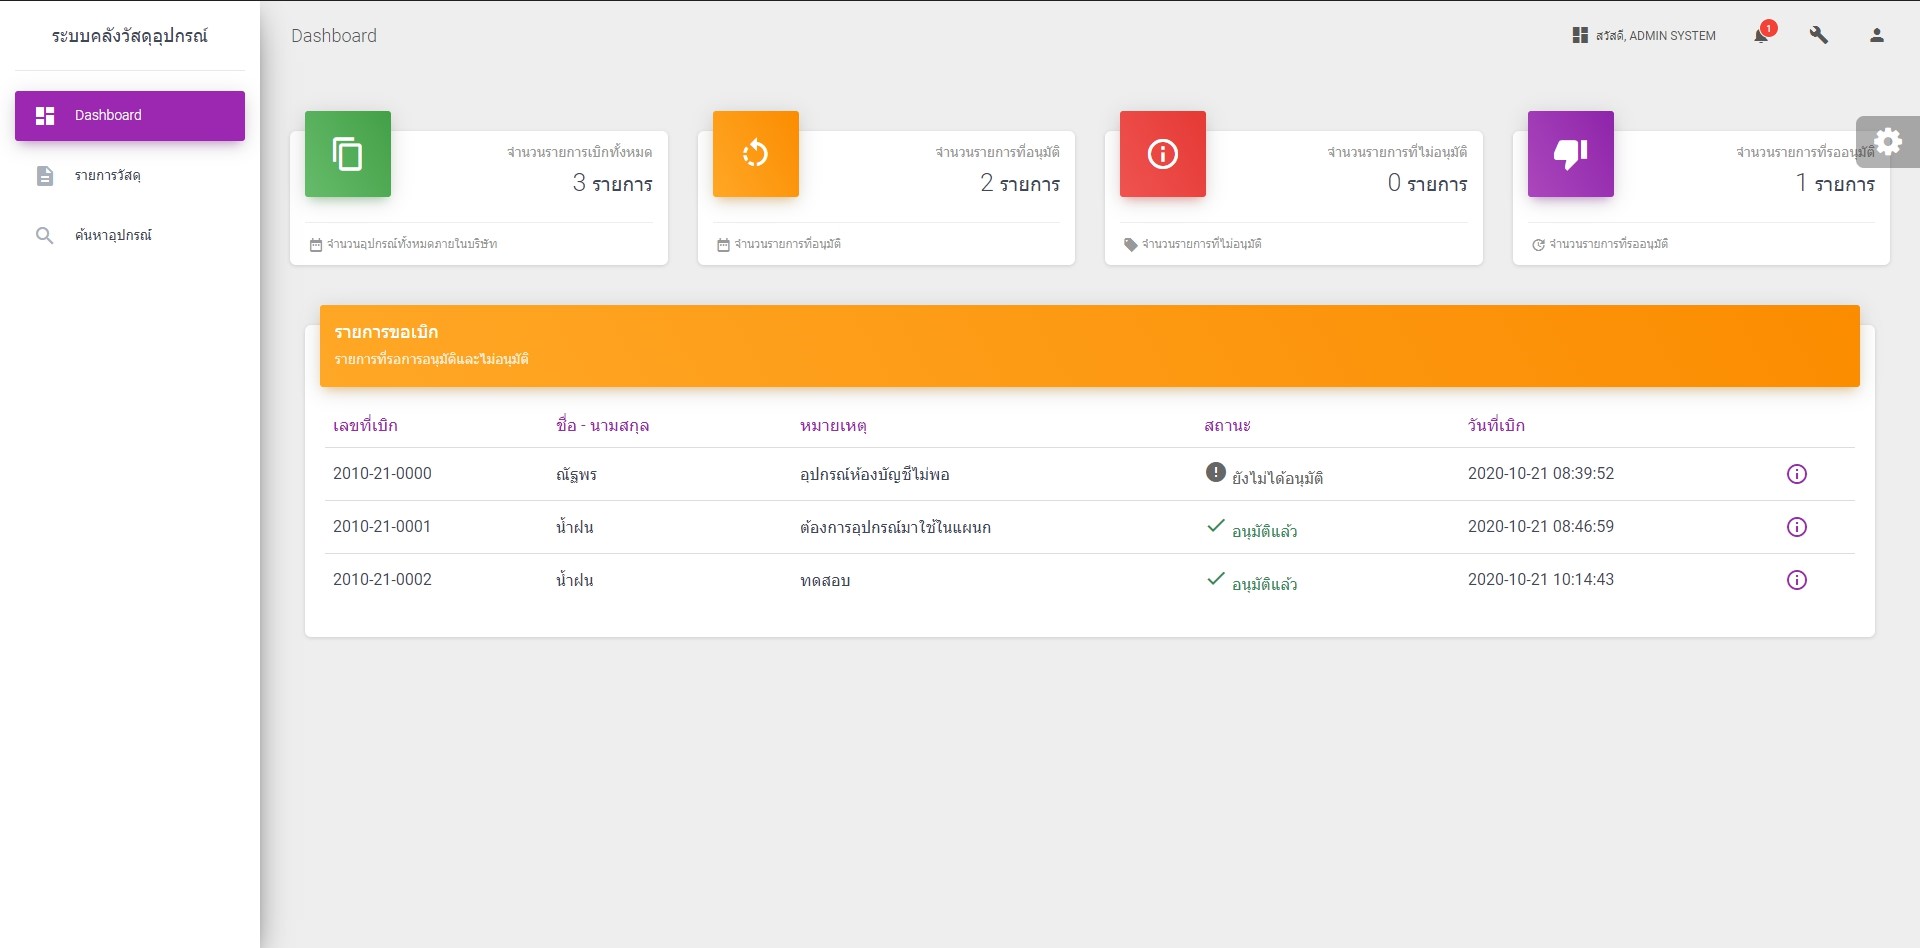 ระบบคลังวัสดุอุปกรณ์
Dashboard
รายการวัสดุ
ค้นหาอุปกรณ์
Dashboard
สวัสดี, ADMIN SYSTEM
1
จำนวนรายการเบิกทั้งหมด
3 รายการ
จำนวนอุปกรณ์ทั้งหมดภายในบริษัท
จำนวนรายการที่อนุมัติ
2 รายการ
จำนวนรายการที่อนุมัติ
จำนวนรายการที่ไม่อนุมัติ
0 รายการ
จำนวนรายการที่ไม่อนุมัติ
จำนวนรายการที่รออนุมัติ
1 รายการ
จำนวนรายการที่รออนุมัติ
รายการขอเบิก
รายการที่รอการอนุมัติและไม่อนุมัติ
เลขที่เบิก ชื่อ - นามสกุล หมายเหตุ สถานะ วันที่เบิก
2010-21-0000 ณัฐพร อุปกรณ์ห้องบัญชีไม่พอ ยังไม่ได้อนุมัติ 2020-10-21 08:39:52
2010-21-0001 น้ำฝน ต้องการอุปกรณ์มาใช้ในแผนก อนุมัติแล้ว 2020-10-21 08:46:59
2010-21-0002 น้ำฝน ทดสอบ อนุมัติแล้ว 2020-10-21 10:14:43